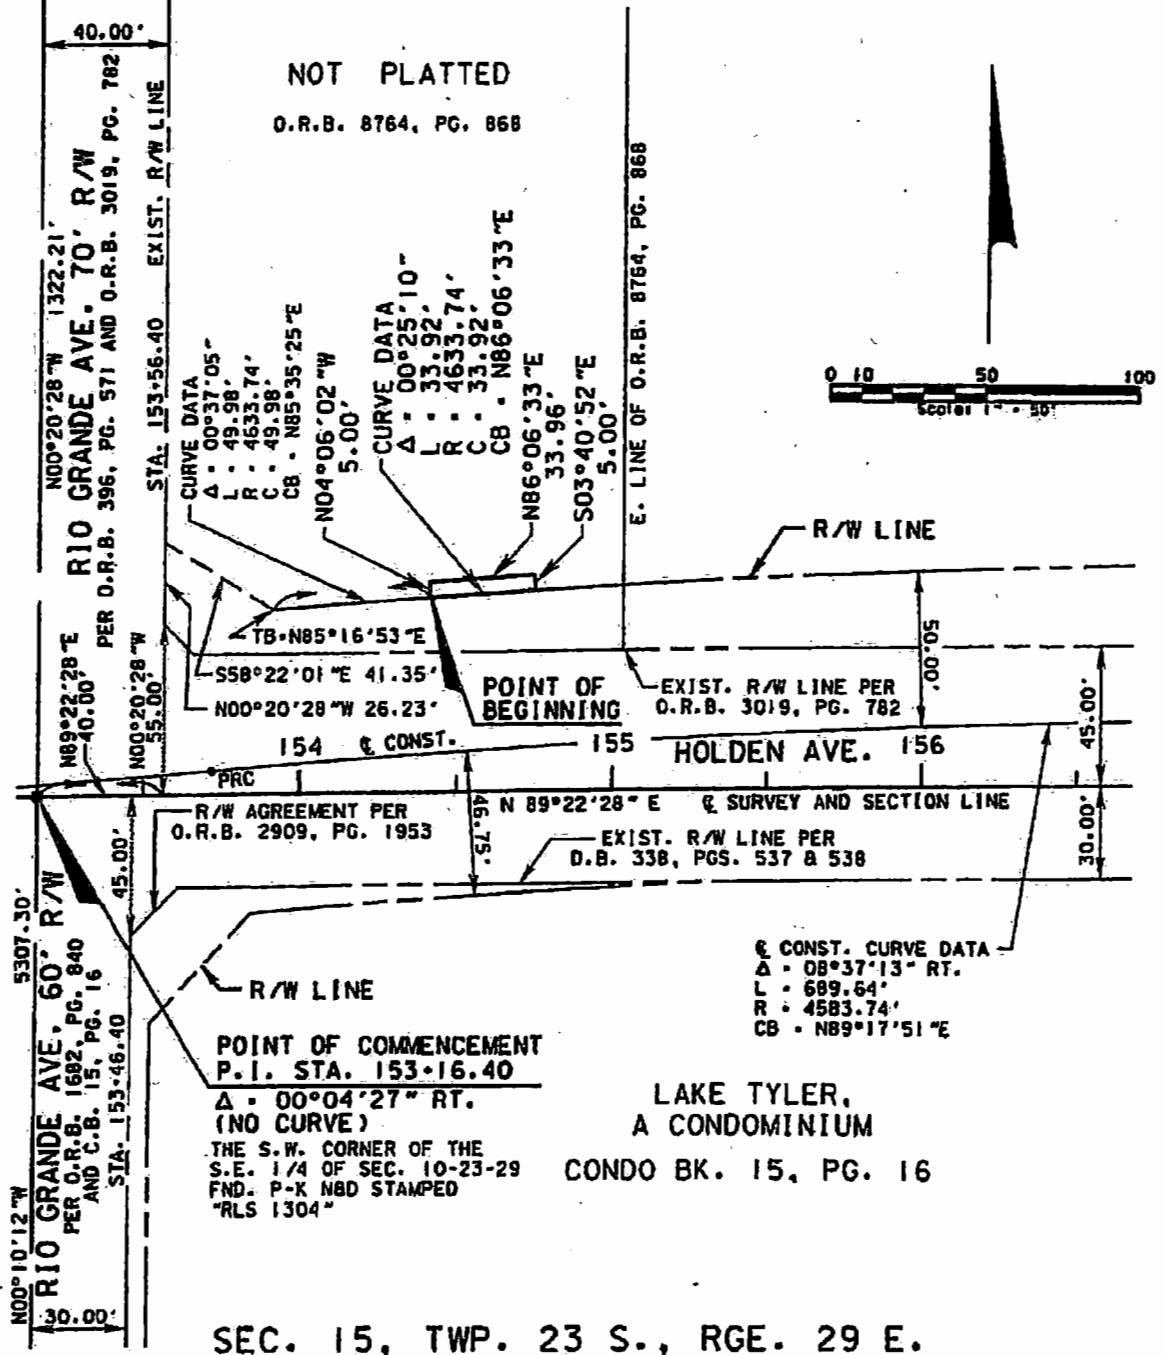 40.00'
NOT PLATTED
O.R.B. 8764, PG. 868
N00°20'28"W 1322.21'
RIO GRANDE AVE. 70' R/W
PER O.R.B. 396, PG. 571 AND O.R.B. 3019, PG. 782
STA. 153+56.40 EXIST. R/W LINE
CURVE DATA
Δ = 00°37'05"
L = 49.98'
R = 4633.74'
C = 49.98'
CB = N85°35'25"E
N04°06'02"W
5.00'
CURVE DATA
Δ = 00°25'10"
L = 33.92'
R = 4633.74'
C = 33.92'
CB = N86°06'33"E
N86°06'33"E
33.96'
S03°40'52"E
5.00'
E. LINE OF O.R.B. 8764, PG. 868
0 10 50 100
Scale: 1" = 50'
R/W LINE
TB=N85°16'53"E
S58°22'01"E 41.35'
N00°20'28"W 26.23'
POINT OF
BEGINNING
EXIST. R/W LINE PER
O.R.B. 3019, PG. 782
50.00'
45.00'
N89°22'28"E
40.00'
N00°20'28"W
55.00'
154 ℄ CONST. 155 HOLDEN AVE. 156
PRC
N 89°22'28" E ℄ SURVEY AND SECTION LINE
R/W AGREEMENT PER
O.R.B. 2909, PG. 1953
46.75'
EXIST. R/W LINE PER
D.B. 338, PGS. 537 & 538
30.00'
45.00'
5307.30'
N00°10'12"W
RIO GRANDE AVE. 60' R/W
PER O.R.B. 1682, PG. 840
AND C.B. 15, PG. 16
STA. 153+46.40
R/W LINE
℄ CONST. CURVE DATA
Δ = 08°37'13" RT.
L = 689.64'
R = 4583.74'
CB = N89°17'51"E
POINT OF COMMENCEMENT
P.I. STA. 153+16.40
Δ = 00°04'27" RT.
(NO CURVE)
THE S.W. CORNER OF THE
S.E. 1/4 OF SEC. 10-23-29
FND. P-K N&D STAMPED
"RLS 1304"
LAKE TYLER,
A CONDOMINIUM
CONDO BK. 15, PG. 16
30.00'
SEC. 15, TWP. 23 S., RGE. 29 E.